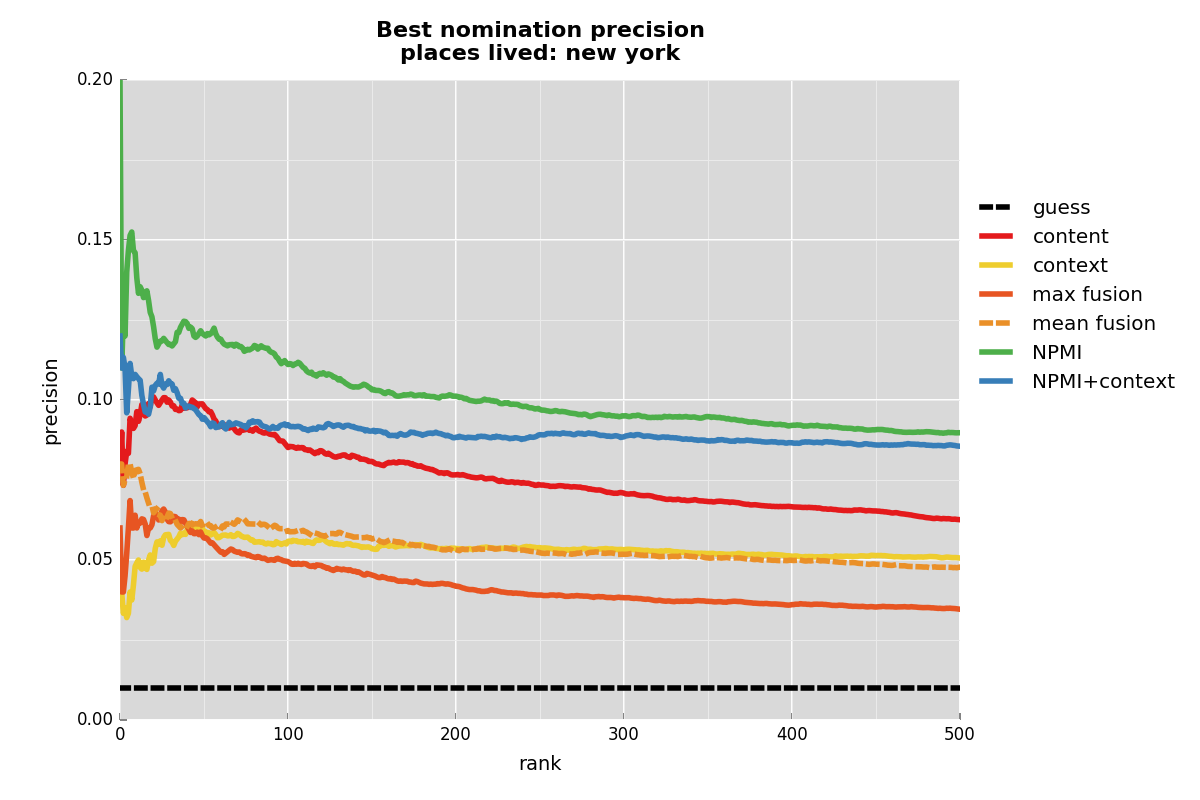 Best nomination precision
places lived: new york
0.20
0.15
0.10
0.05
0.00
precision
0
100
200
300
400
500
rank
guess
content
context
max fusion
mean fusion
NPMI
NPMI+context